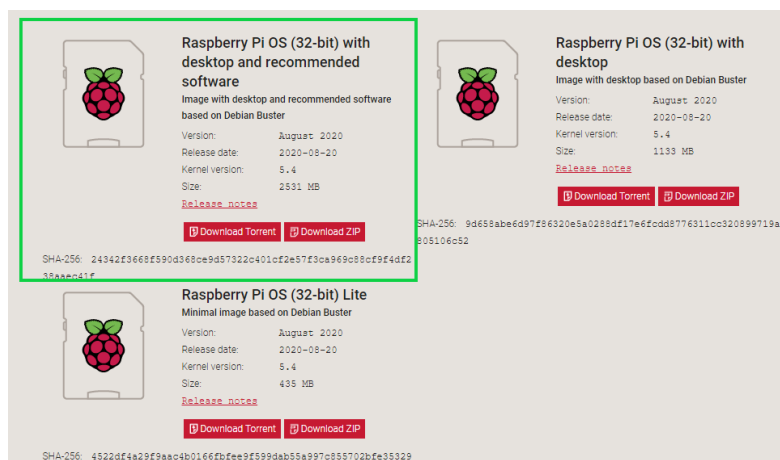 Raspberry Pi OS (32-bit) with
desktop and recommended
software
Image with desktop and recommended software
based on Debian Buster
Version: August 2020
Release date: 2020-08-20
Kernel version: 5.4
Size: 2531 MB
Release notes
Download Torrent Download ZIP
SHA-256: 24342f3668f590d368ce9d57322c401cf2e57f3ca969c88cf9f4df2
38aaec41f
Raspberry Pi OS (32-bit) with
desktop
Image with desktop based on Debian Buster
Version: August 2020
Release date: 2020-08-20
Kernel version: 5.4
Size: 1133 MB
Release notes
Download Torrent Download ZIP
SHA-256: 9d658abe6d97f86320e5a0288df17e6fcdd8776311cc320899719a
805106c52
Raspberry Pi OS (32-bit) Lite
Minimal image based on Debian Buster
Version: August 2020
Release date: 2020-08-20
Kernel version: 5.4
Size: 435 MB
Release notes
Download Torrent Download ZIP
SHA-256: 4522df4a29f9aac4b0166fbfee9f599dab55a997c855702bfe35329